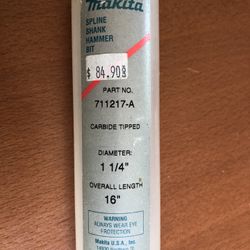 makita
SPLINE
SHANK
HAMMER
BIT
$ 84.90
PART NO.
711217-A
CARBIDE TIPPED
DIAMETER:
1 1/4"
OVERALL LENGTH
16"
WARNING
ALWAYS WEAR EYE
PROTECTION
Makita U.S.A., Inc.